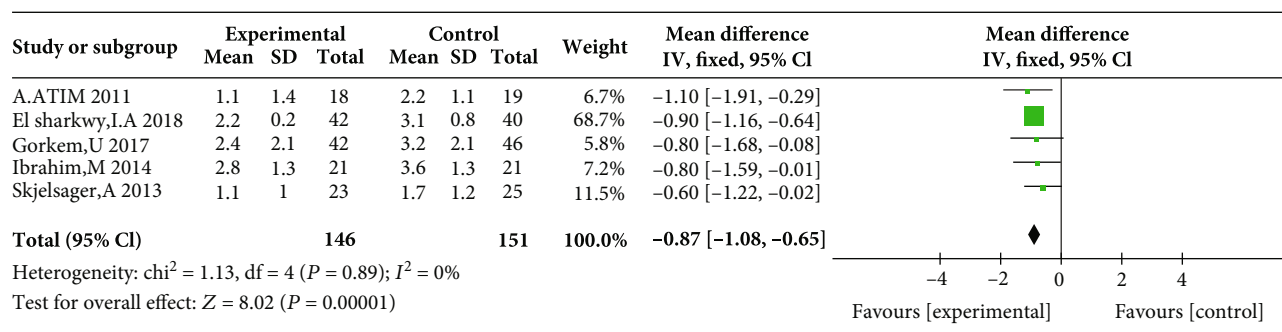 Study or subgroup Experimental Control Weight Mean difference Mean difference
Mean SD Total Mean SD Total IV, fixed, 95% Cl IV, fixed, 95% Cl
A.ATIM 2011 1.1 1.4 18 2.2 1.1 19 6.7% −1.10 [−1.91, −0.29]
El sharkwy,I.A 2018 2.2 0.2 42 3.1 0.8 40 68.7% −0.90 [−1.16, −0.64]
Gorkem,U 2017 2.4 2.1 42 3.2 2.1 46 5.8% −0.80 [−1.68, −0.08]
Ibrahim,M 2014 2.8 1.3 21 3.6 1.3 21 7.2% −0.80 [−1.59, −0.01]
Skjelsager,A 2013 1.1 1 23 1.7 1.2 25 11.5% −0.60 [−1.22, −0.02]
Total (95% Cl) 146 151 100.0% −0.87 [−1.08, −0.65]
Heterogeneity: chi² = 1.13, df = 4 (P = 0.89); I² = 0%
Test for overall effect: Z = 8.02 (P = 0.00001)
−4 −2 0 2 4
Favours [experimental] Favours [control]